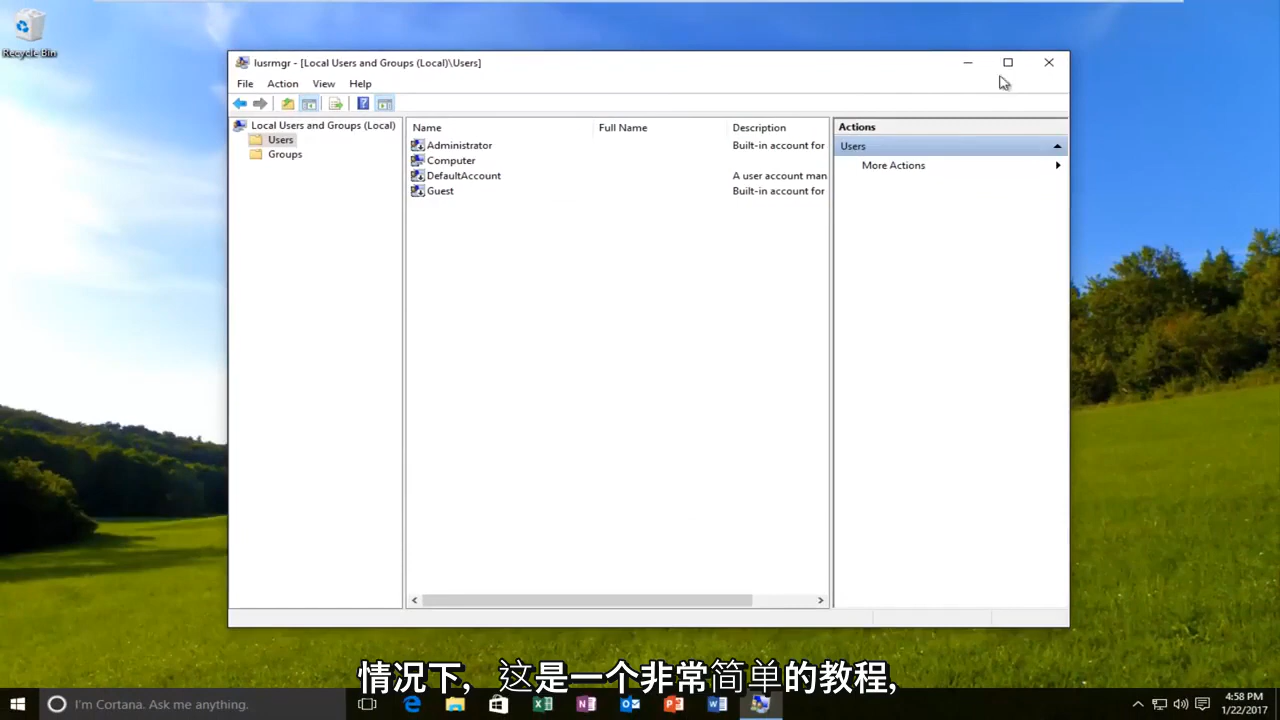 Recycle Bin
lusrmgr - [Local Users and Groups (Local)\Users]
File Action View Help
Local Users and Groups (Local)
Users
Groups
Name Full Name Description
Administrator Built-in account for
Computer
DefaultAccount A user account man
Guest Built-in account for
Actions
Users
More Actions
情况下, 这是一个非常简单的教程,
I'm Cortana. Ask me anything.
4:58 PM
1/22/2017